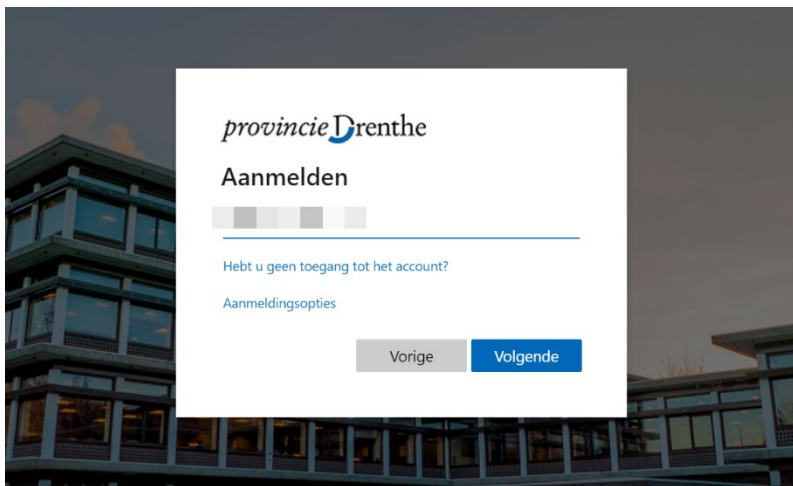 provincie Drenthe
Aanmelden
Hebt u geen toegang tot het account?
Aanmeldingsopties
Vorige Volgende